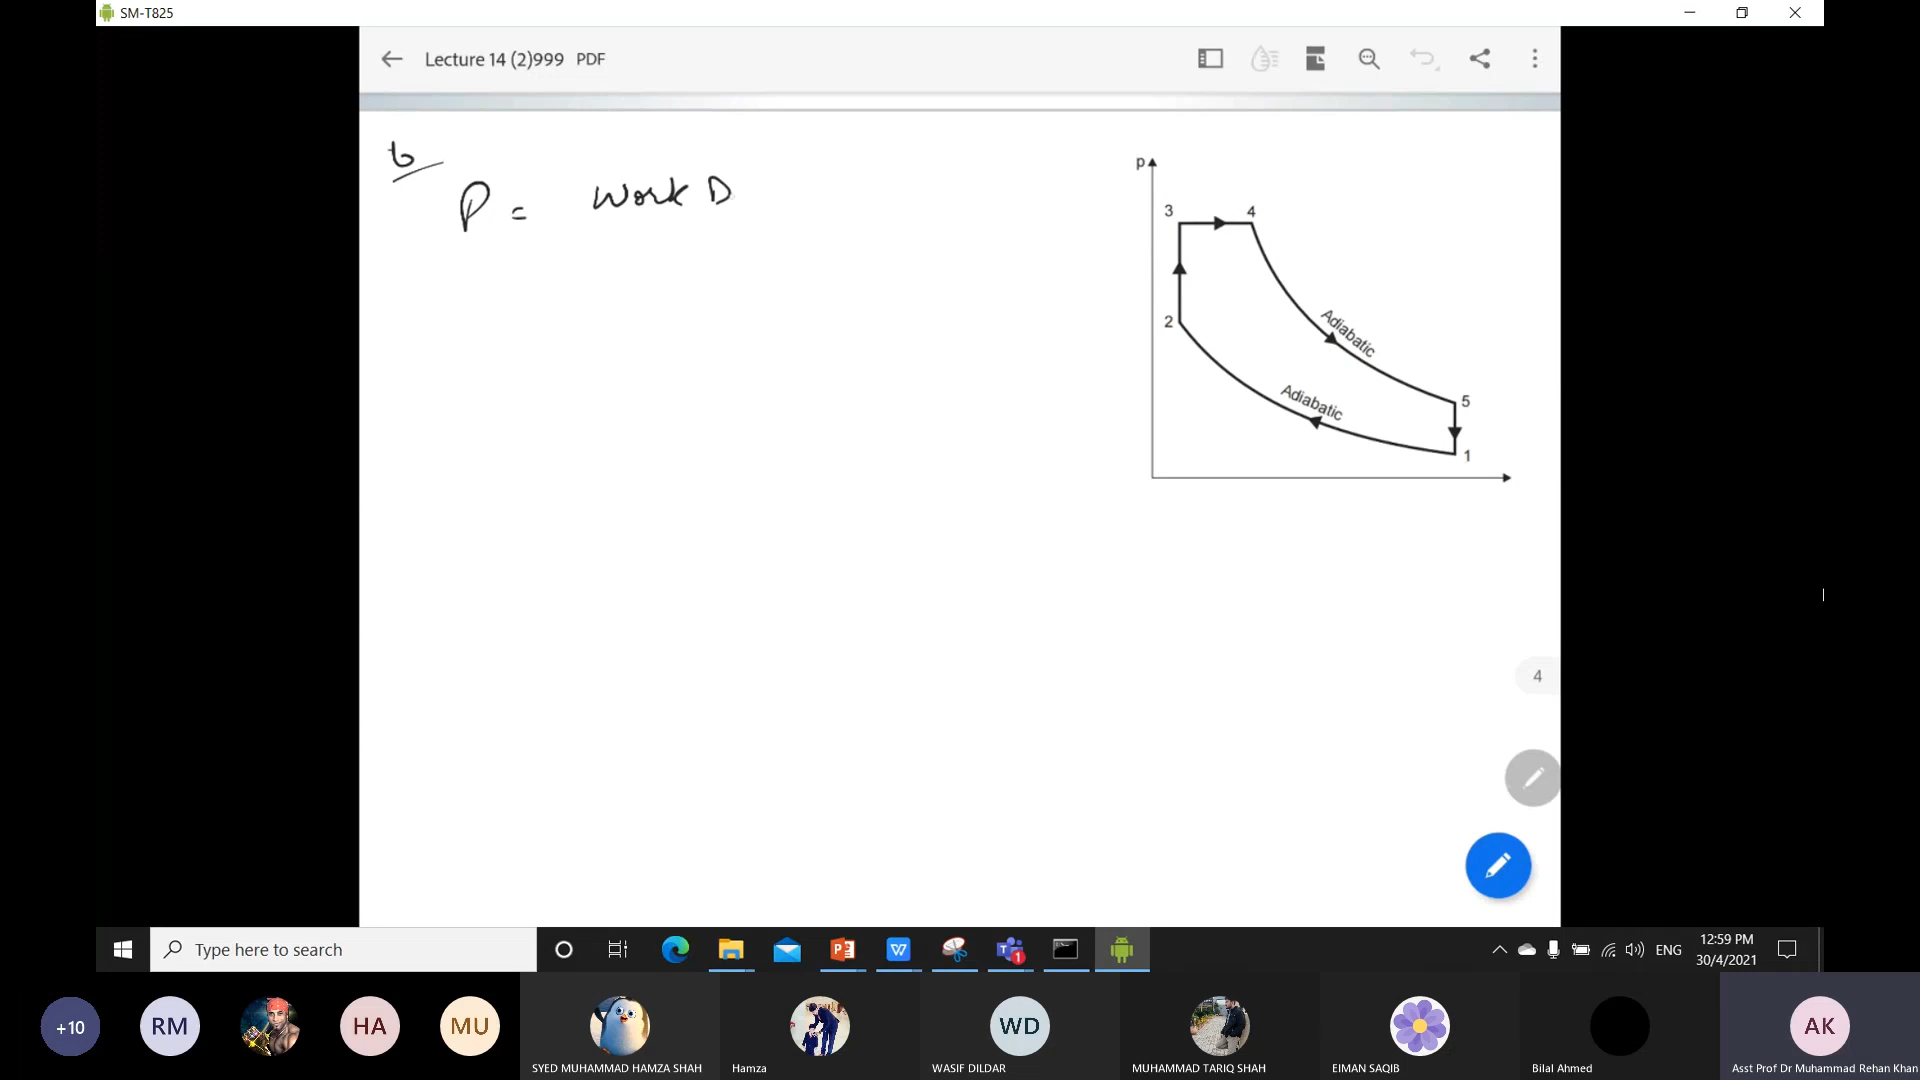 SM-T825
Lecture 14 (2)999 PDF
b
P = Work D
p
3
4
2
Adiabatic
Adiabatic
5
1
4
Type here to search
1
ENG
12:59 PM
30/4/2021
+10
RM
HA
MU
WD
AK
SYED MUHAMMAD HAMZA SHAH
Hamza
WASIF DILDAR
MUHAMMAD TARIQ SHAH
EIMAN SAQIB
Bilal Ahmed
Asst Prof Dr Muhammad Rehan Khan